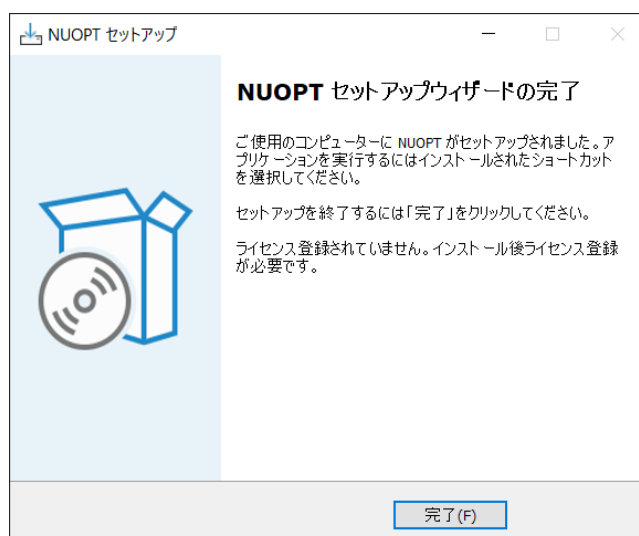 NUOPT セットアップ
NUOPT セットアップウィザードの完了
ご使用のコンピューターに NUOPT がセットアップされました。ア
プリケーションを実行するにはインストールされたショートカット
を選択してください。
セットアップを終了するには「完了」をクリックしてください。
ライセンス登録されていません。インストール後ライセンス登録
が必要です。
完了(F)